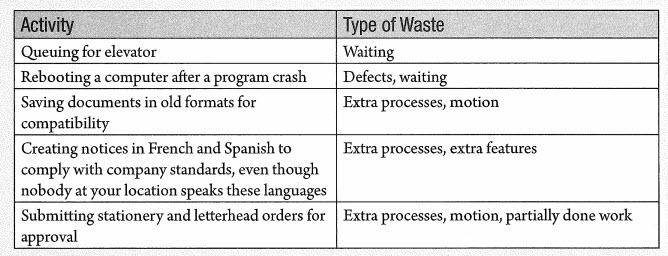 Activity Type of Waste
Queuing for elevator Waiting
Rebooting a computer after a program crash Defects, waiting
Saving documents in old formats for Extra processes, motion
compatibility
Creating notices in French and Spanish to Extra processes, extra features
comply with company standards, even though
nobody at your location speaks these languages
Submitting stationery and letterhead orders for Extra processes, motion, partially done work
approval